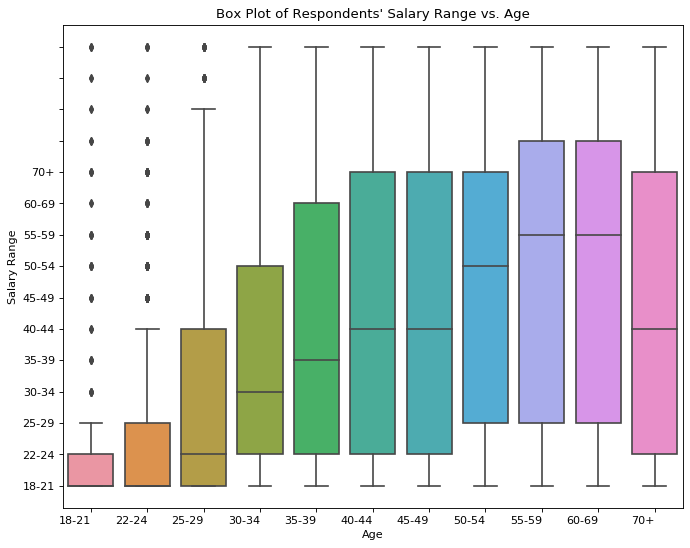 Box Plot of Respondents' Salary Range vs. Age
Salary Range
70+
60-69
55-59
50-54
45-49
40-44
35-39
30-34
25-29
22-24
18-21
18-21 22-24 25-29 30-34 35-39 40-44 45-49 50-54 55-59 60-69 70+
Age